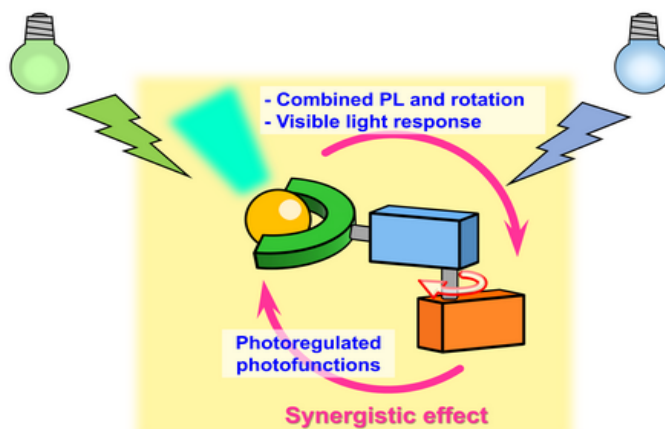 - Combined PL and rotation
- Visible light response
Photoregulated
photofunctions
Synergistic effect